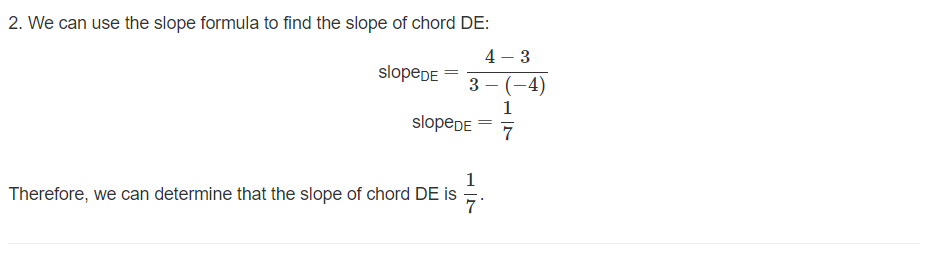 2. We can use the slope formula to find the slope of chord DE:
slopeDE = 4 − 3 / 3 − (−4)
slopeDE = 1/7
Therefore, we can determine that the slope of chord DE is 1/7.